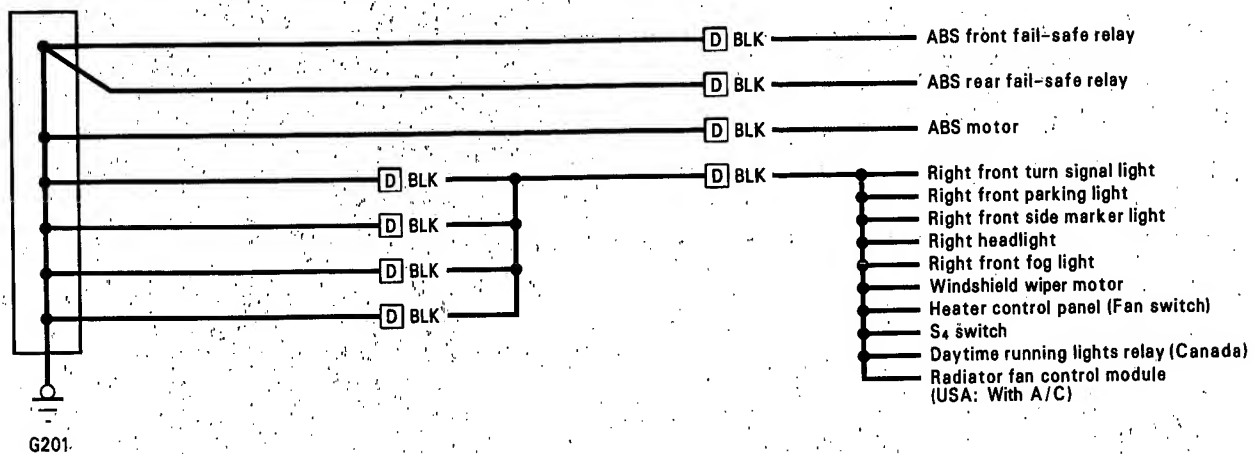 D BLK ABS front fail-safe relay
D BLK ABS rear fail-safe relay
D BLK ABS motor
D BLK D BLK Right front turn signal light
Right front parking light
Right front side marker light
D BLK Right headlight
Right front fog light
D BLK Windshield wiper motor
Heater control panel (Fan switch)
D BLK S4 switch
Daytime running lights relay (Canada)
Radiator fan control module
(USA: With A/C)
G201